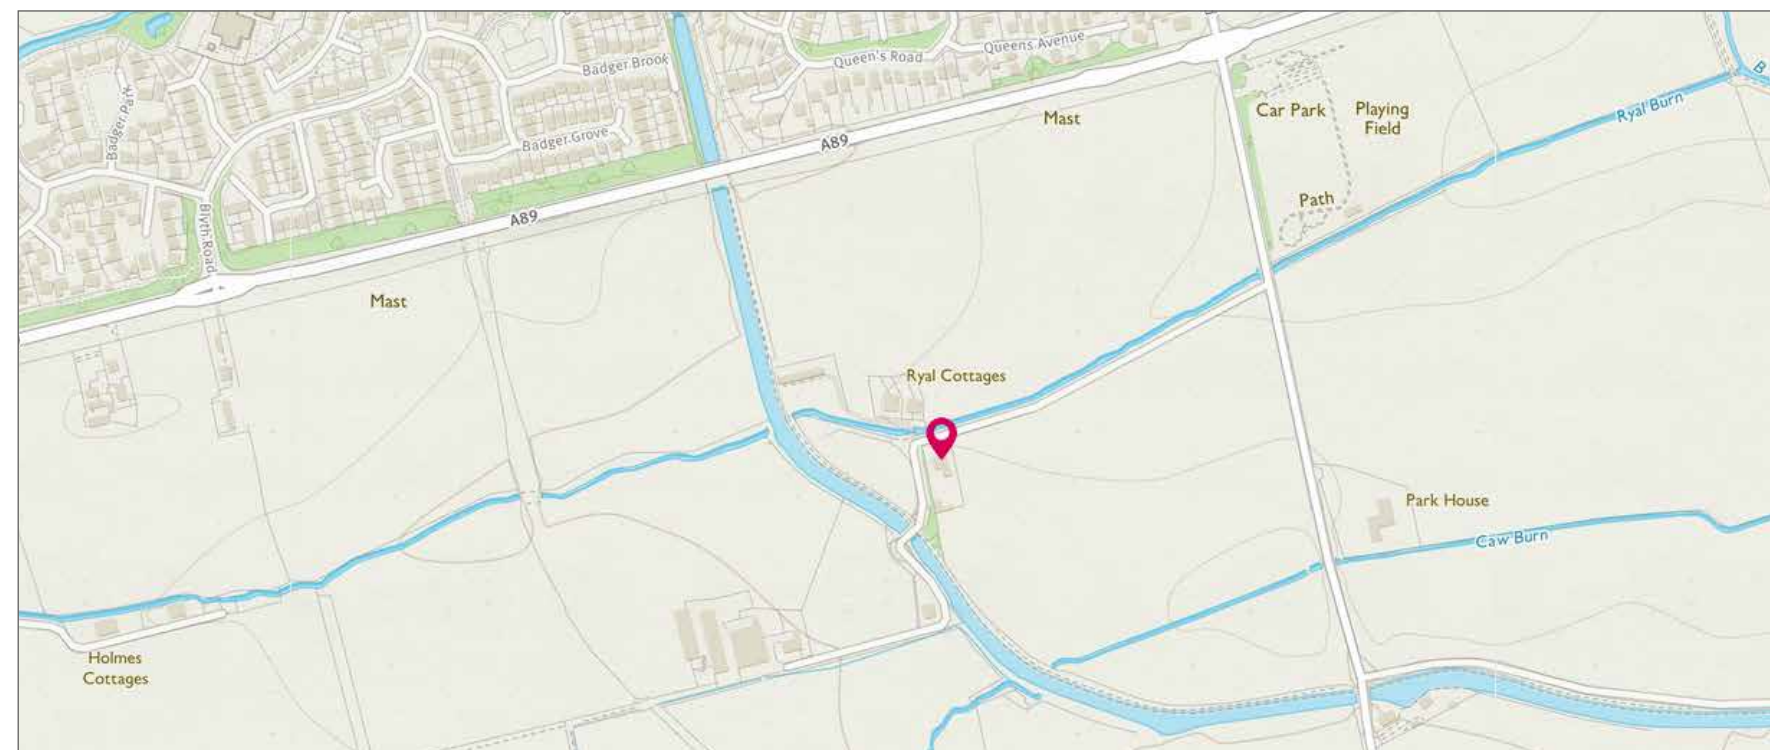 Badger Brook
Queen's Road
Queens Avenue
Badger Park
Badger Grove
A89
Mast
Car Park
Playing
Field
Ryal Burn
B
Path
A89
Blyth Road
Mast
Ryal Cottages
Park House
Caw Burn
Holmes
Cottages